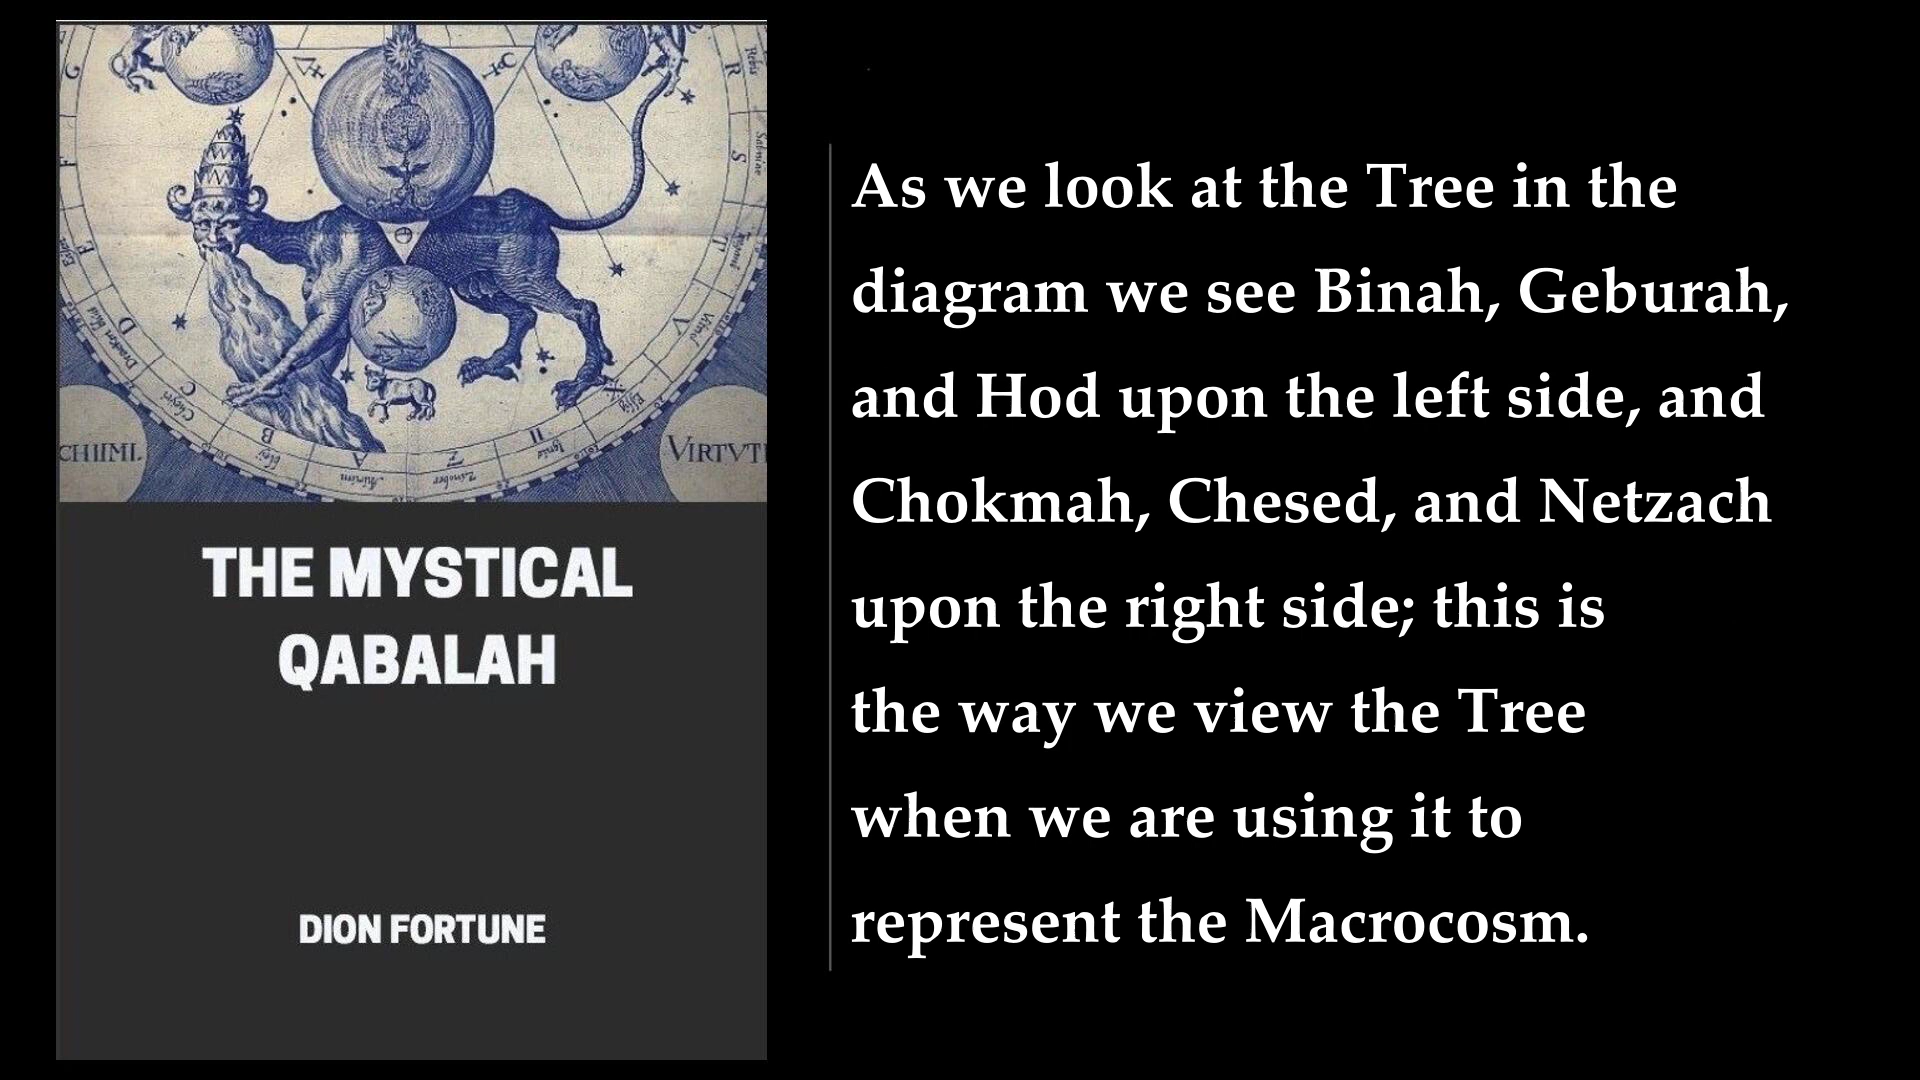 CHIIMI.
VIRTVT
THE MYSTICAL
QABALAH
DION FORTUNE
As we look at the Tree in the
diagram we see Binah, Geburah,
and Hod upon the left side, and
Chokmah, Chesed, and Netzach
upon the right side; this is
the way we view the Tree
when we are using it to
represent the Macrocosm.